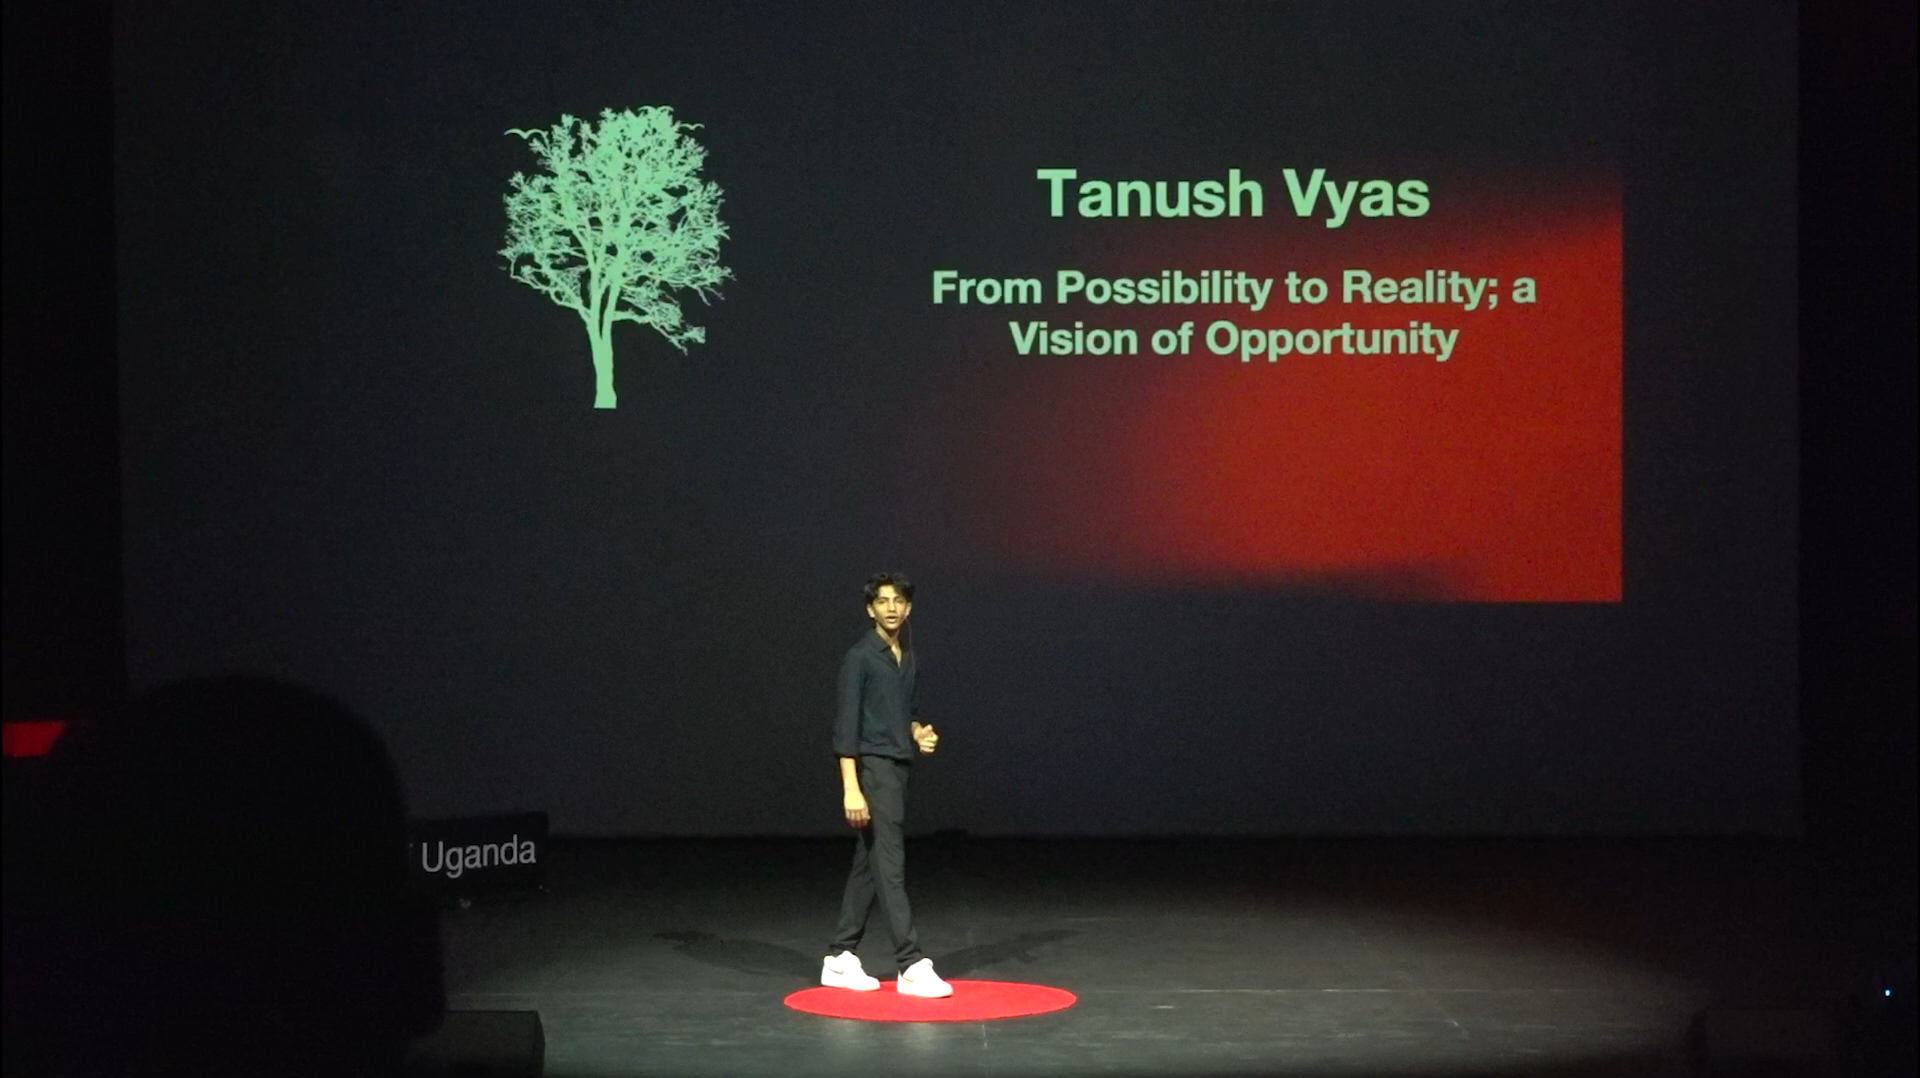 Tanush Vyas
From Possibility to Reality; a
Vision of Opportunity
Uganda